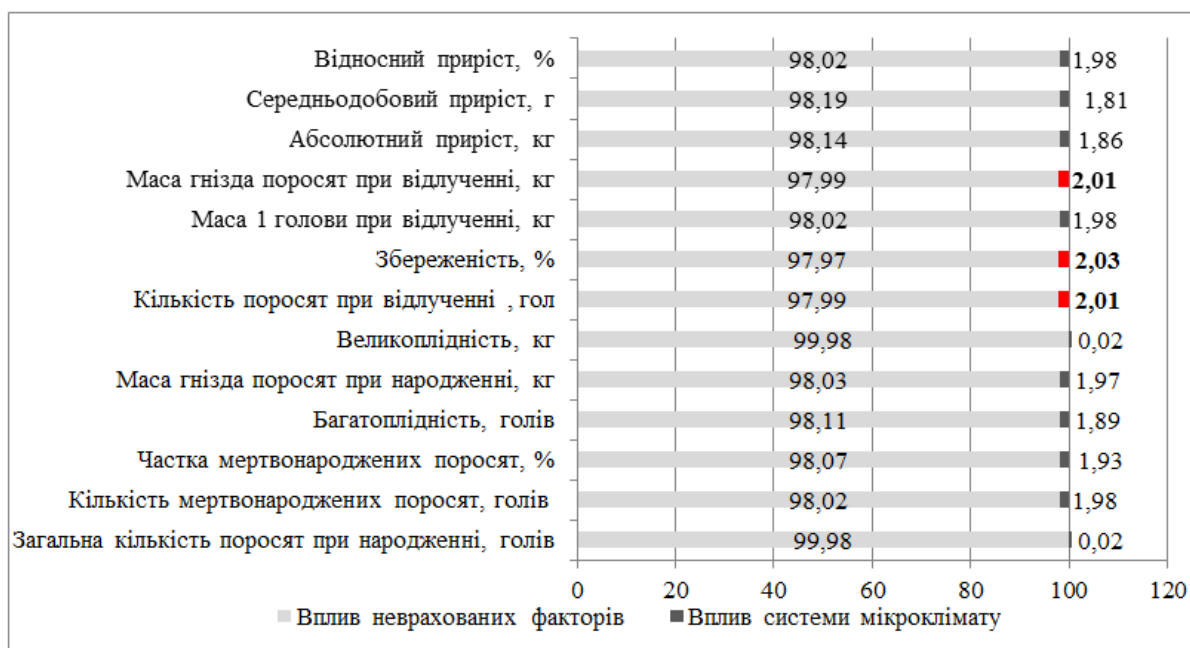 Відносний приріст, % 98,02 1,98
Середньодобовий приріст, г 98,19 1,81
Абсолютний приріст, кг 98,14 1,86
Маса гнізда поросят при відлученні, кг 97,99 2,01
Маса 1 голови при відлученні, кг 98,02 1,98
Збереженість, % 97,97 2,03
Кількість поросят при відлученні , гол 97,99 2,01
Великоплідність, кг 99,98 0,02
Маса гнізда поросят при народженні, кг 98,03 1,97
Багатоплідність, голів 98,11 1,89
Частка мертвонароджених поросят, % 98,07 1,93
Кількість мертвонароджених поросят, голів 98,02 1,98
Загальна кількість поросят при народженні, голів 99,98 0,02
0 20 40 60 80 100 120
Вплив неврахованих факторів Вплив системи мікроклімату